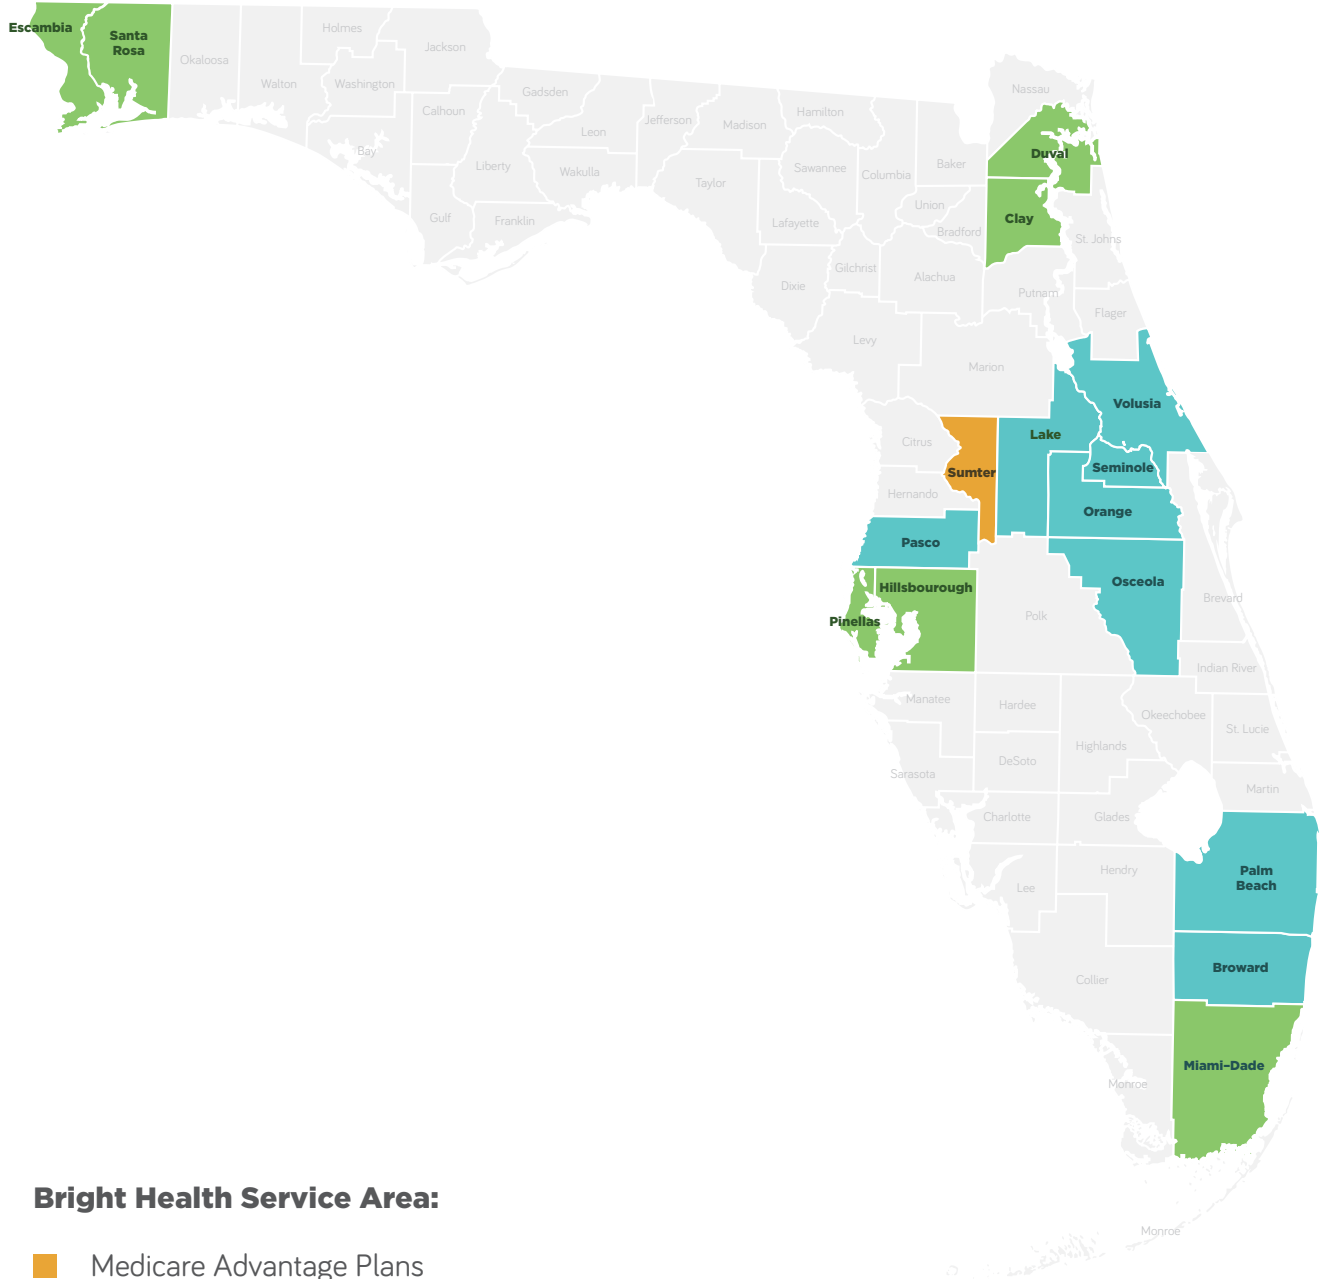 Escambia
Santa
Rosa
Okaloosa
Walton
Holmes
Washington
Jackson
Bay
Calhoun
Gulf
Liberty
Gadsden
Franklin
Leon
Wakulla
Jefferson
Madison
Taylor
Hamilton
Sawannee
Lafayette
Dixie
Columbia
Gilchrist
Baker
Union
Bradford
Alachua
Levy
Nassau
Duval
Clay
St. Johns
Putnam
Flager
Marion
Volusia
Citrus
Sumter
Lake
Seminole
Hernando
Orange
Pasco
Osceola
Hillsbourough
Pinellas
Polk
Brevard
Indian River
Manatee
Hardee
Okeechobee
St. Lucie
Highlands
Sarasota
DeSoto
Martin
Charlotte
Glades
Lee
Hendry
Palm
Beach
Broward
Collier
Miami-Dade
Monroe
Monroe
Bright Health Service Area:
Medicare Advantage Plans